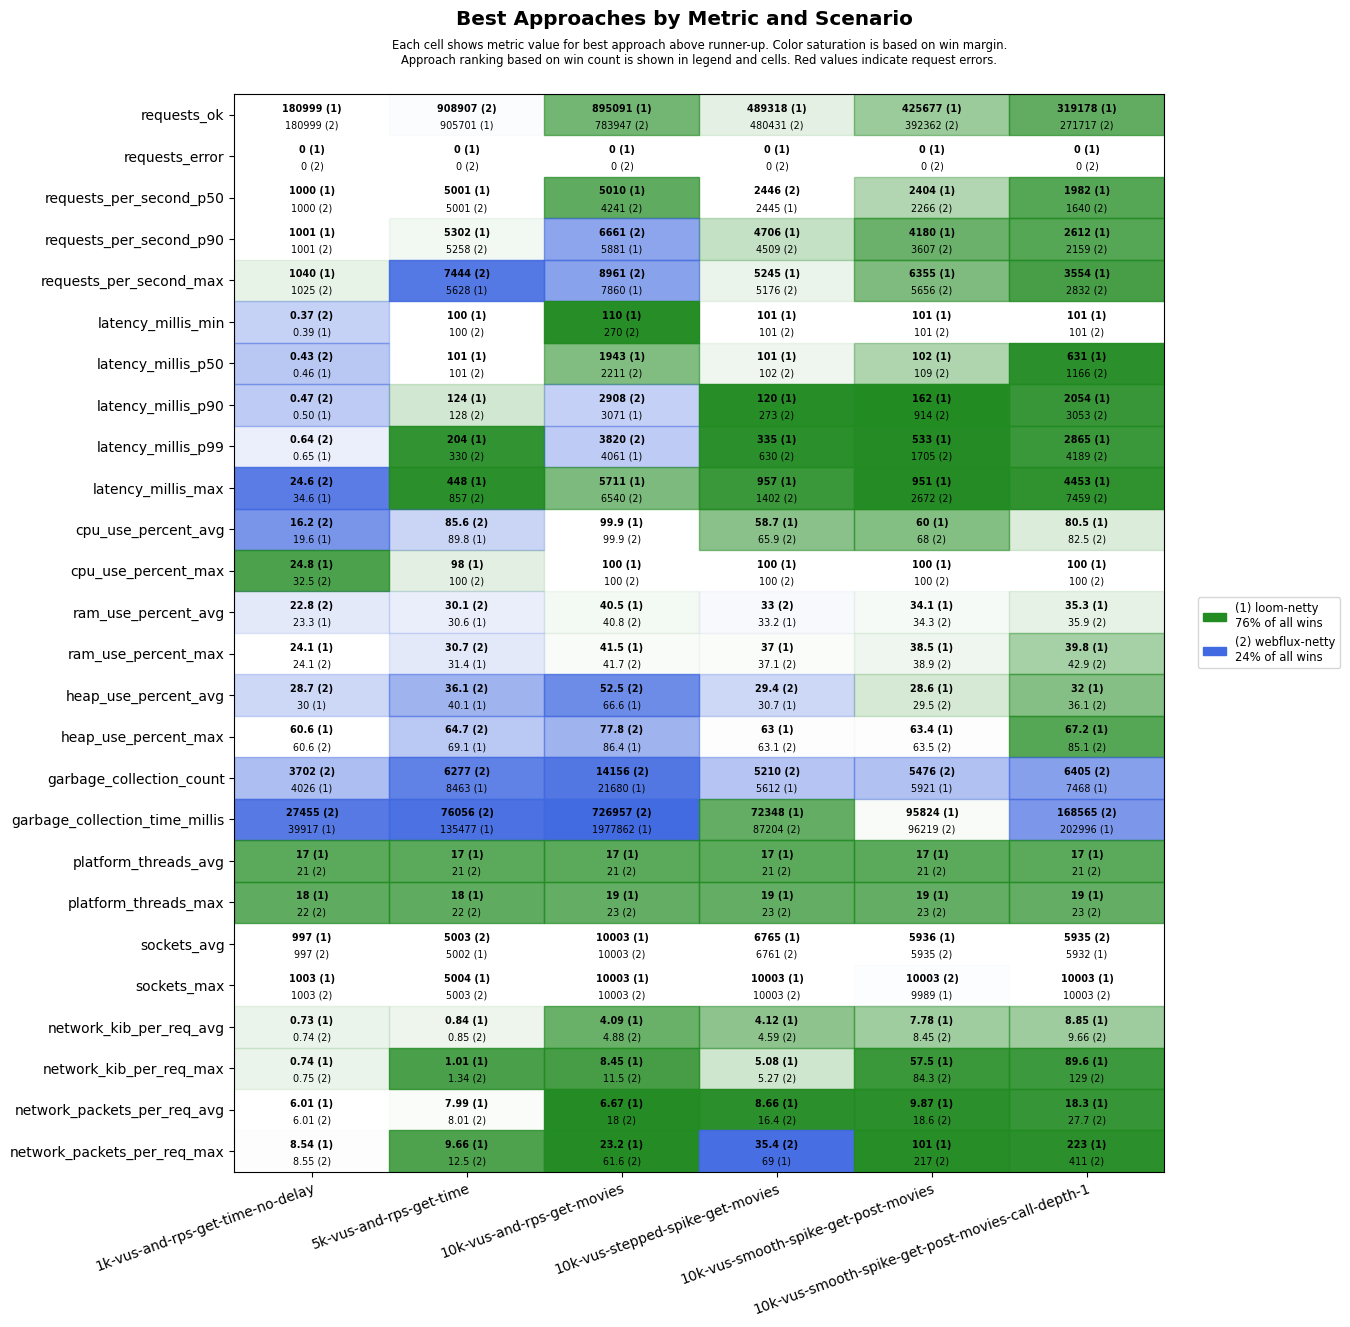 Best Approaches by Metric and Scenario
Each cell shows metric value for best approach above runner-up. Color saturation is based on win margin.
Approach ranking based on win count is shown in legend and cells. Red values indicate request errors.
requests_ok
180999 (1) 908907 (2) 895091 (1) 489318 (1) 425677 (1) 319178 (1)
180999 (2) 905701 (1) 783947 (2) 480431 (2) 392362 (2) 271717 (2)
requests_error
0 (1) 0 (1) 0 (1) 0 (1) 0 (1) 0 (1)
0 (2) 0 (2) 0 (2) 0 (2) 0 (2) 0 (2)
requests_per_second_p50
1000 (1) 5001 (1) 5010 (1) 2446 (2) 2404 (1) 1982 (1)
1000 (2) 5001 (2) 4241 (2) 2445 (1) 2266 (2) 1640 (2)
requests_per_second_p90
1001 (1) 5302 (1) 6661 (2) 4706 (1) 4180 (1) 2612 (1)
1001 (2) 5258 (2) 5881 (1) 4509 (2) 3607 (2) 2159 (2)
requests_per_second_max
1040 (1) 7444 (2) 8961 (2) 5245 (1) 6355 (1) 3554 (1)
1025 (2) 5628 (1) 7860 (1) 5176 (2) 5656 (2) 2832 (2)
latency_millis_min
0.37 (2) 100 (1) 110 (1) 101 (1) 101 (1) 101 (1)
0.39 (1) 100 (2) 270 (2) 101 (2) 101 (2) 101 (2)
latency_millis_p50
0.43 (2) 101 (1) 1943 (1) 101 (1) 102 (1) 631 (1)
0.46 (1) 101 (2) 2211 (2) 102 (2) 109 (2) 1166 (2)
latency_millis_p90
0.47 (2) 124 (1) 2908 (2) 120 (1) 162 (1) 2054 (1)
0.50 (1) 128 (2) 3071 (1) 273 (2) 914 (2) 3053 (2)
latency_millis_p99
0.64 (2) 204 (1) 3820 (2) 335 (1) 533 (1) 2865 (1)
0.65 (1) 330 (2) 4061 (1) 630 (2) 1705 (2) 4189 (2)
latency_millis_max
24.6 (2) 448 (1) 5711 (1) 957 (1) 951 (1) 4453 (1)
34.6 (1) 857 (2) 6540 (2) 1402 (2) 2672 (2) 7459 (2)
cpu_use_percent_avg
16.2 (2) 85.6 (2) 99.9 (1) 58.7 (1) 60 (1) 80.5 (1)
19.6 (1) 89.8 (1) 99.9 (2) 65.9 (2) 68 (2) 82.5 (2)
cpu_use_percent_max
24.8 (1) 98 (1) 100 (1) 100 (1) 100 (1) 100 (1)
32.5 (2) 100 (2) 100 (2) 100 (2) 100 (2) 100 (2)
ram_use_percent_avg
22.8 (2) 30.1 (2) 40.5 (1) 33 (2) 34.1 (1) 35.3 (1)
23.3 (1) 30.6 (1) 40.8 (2) 33.2 (1) 34.3 (2) 35.9 (2)
ram_use_percent_max
24.1 (1) 30.7 (2) 41.5 (1) 37 (1) 38.5 (1) 39.8 (1)
24.1 (2) 31.4 (1) 41.7 (2) 37.1 (2) 38.9 (2) 42.9 (2)
heap_use_percent_avg
28.7 (2) 36.1 (2) 52.5 (2) 29.4 (2) 28.6 (1) 32 (1)
30 (1) 40.1 (1) 66.6 (1) 30.7 (1) 29.5 (2) 36.1 (2)
heap_use_percent_max
60.6 (1) 64.7 (2) 77.8 (2) 63 (1) 63.4 (1) 67.2 (1)
60.6 (2) 69.1 (1) 86.4 (1) 63.1 (2) 63.5 (2) 85.1 (2)
garbage_collection_count
3702 (2) 6277 (2) 14156 (2) 5210 (2) 5476 (2) 6405 (2)
4026 (1) 8463 (1) 21680 (1) 5612 (1) 5921 (1) 7468 (1)
garbage_collection_time_millis
27455 (2) 76056 (2) 726957 (2) 72348 (1) 95824 (1) 168565 (2)
39917 (1) 135477 (1) 1977862 (1) 87204 (2) 96219 (2) 202996 (1)
platform_threads_avg
17 (1) 17 (1) 17 (1) 17 (1) 17 (1) 17 (1)
21 (2) 21 (2) 21 (2) 21 (2) 21 (2) 21 (2)
platform_threads_max
18 (1) 18 (1) 19 (1) 19 (1) 19 (1) 19 (1)
22 (2) 22 (2) 23 (2) 23 (2) 23 (2) 23 (2)
sockets_avg
997 (1) 5003 (2) 10003 (1) 6765 (1) 5936 (1) 5935 (2)
997 (2) 5002 (1) 10003 (2) 6761 (2) 5935 (2) 5932 (1)
sockets_max
1003 (1) 5004 (1) 10003 (1) 10003 (1) 10003 (2) 10003 (1)
1003 (2) 5003 (2) 10003 (2) 10003 (2) 9989 (1) 10003 (2)
network_kib_per_req_avg
0.73 (1) 0.84 (1) 4.09 (1) 4.12 (1) 7.78 (1) 8.85 (1)
0.74 (2) 0.85 (2) 4.88 (2) 4.59 (2) 8.45 (2) 9.66 (2)
network_kib_per_req_max
0.74 (1) 1.01 (1) 8.45 (1) 5.08 (1) 57.5 (1) 89.6 (1)
0.75 (2) 1.34 (2) 11.5 (2) 5.27 (2) 84.3 (2) 129 (2)
network_packets_per_req_avg
6.01 (1) 7.99 (1) 6.67 (1) 8.66 (1) 9.87 (1) 18.3 (1)
6.01 (2) 8.01 (2) 18 (2) 16.4 (2) 18.6 (2) 27.7 (2)
network_packets_per_req_max
8.54 (1) 9.66 (1) 23.2 (1) 35.4 (2) 101 (1) 223 (1)
8.55 (2) 12.5 (2) 61.6 (2) 69 (1) 217 (2) 411 (2)
1k-vus-and-rps-get-time-no-delay
5k-vus-and-rps-get-time
10k-vus-and-rps-get-movies
10k-vus-stepped-spike-get-movies
10k-vus-smooth-spike-get-post-movies
10k-vus-smooth-spike-get-post-movies-call-depth-1
(1) loom-netty
76% of all wins
(2) webflux-netty
24% of all wins